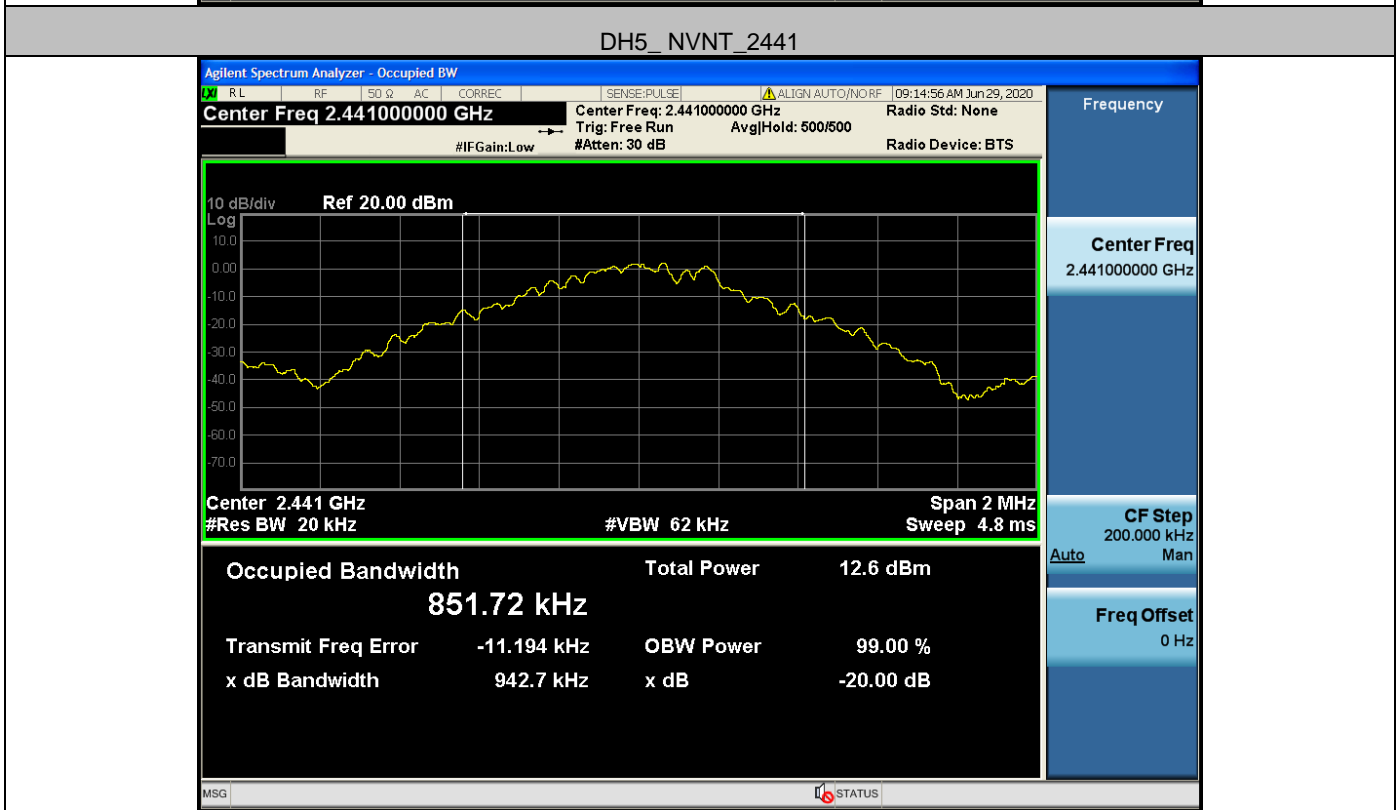 DH5_ NVNT_2441
Agilent Spectrum Analyzer - Occupied BW
LXI RL RF 50 Ω AC CORREC SENSE:PULSE ALIGN AUTO/NO RF 09:14:56 AM Jun 29, 2020
Center Freq 2.441000000 GHz
Center Freq: 2.441000000 GHz Radio Std: None
Trig: Free Run Avg|Hold: 500/500
#IFGain:Low #Atten: 30 dB Radio Device: BTS
Frequency
10 dB/div Ref 20.00 dBm
Log
10.0
0.00
-10.0
-20.0
-30.0
-40.0
-50.0
-60.0
-70.0
Center 2.441 GHz Span 2 MHz
#Res BW 20 kHz #VBW 62 kHz Sweep 4.8 ms
Occupied Bandwidth Total Power 12.6 dBm
851.72 kHz
Transmit Freq Error -11.194 kHz OBW Power 99.00 %
x dB Bandwidth 942.7 kHz x dB -20.00 dB
Center Freq
2.441000000 GHz
CF Step
200.000 kHz
Auto Man
Freq Offset
0 Hz
MSG STATUS